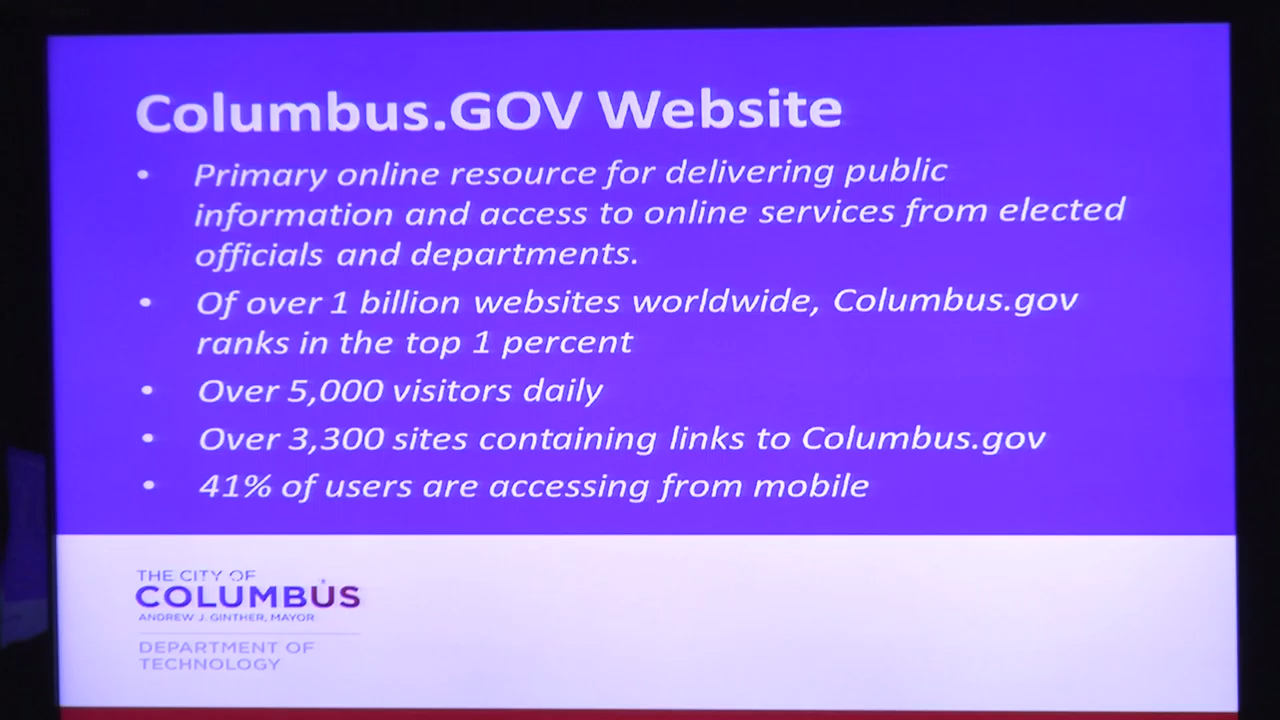 Columbus.GOV Website
• Primary online resource for delivering public
information and access to online services from elected
officials and departments.
• Of over 1 billion websites worldwide, Columbus.gov
ranks in the top 1 percent
• Over 5,000 visitors daily
• Over 3,300 sites containing links to Columbus.gov
• 41% of users are accessing from mobile
THE CITY OF
COLUMBUS
ANDREW J. GINTHER, MAYOR
DEPARTMENT OF
TECHNOLOGY